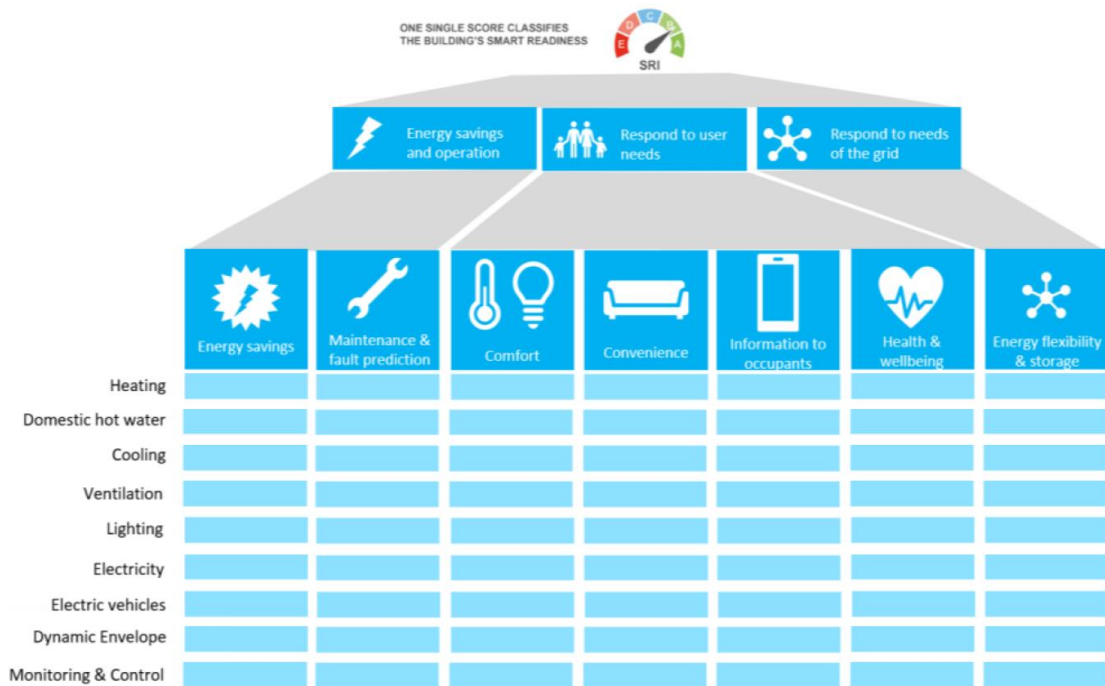 ONE SINGLE SCORE CLASSIFIES
THE BUILDING'S SMART READINESS
E D C B A
SRI
Energy savings
and operation
Respond to user
needs
Respond to needs
of the grid
Energy savings
Maintenance &
fault prediction
Comfort
Convenience
Information to
occupants
Health &
wellbeing
Energy flexibility
& storage
Heating
Domestic hot water
Cooling
Ventilation
Lighting
Electricity
Electric vehicles
Dynamic Envelope
Monitoring & Control